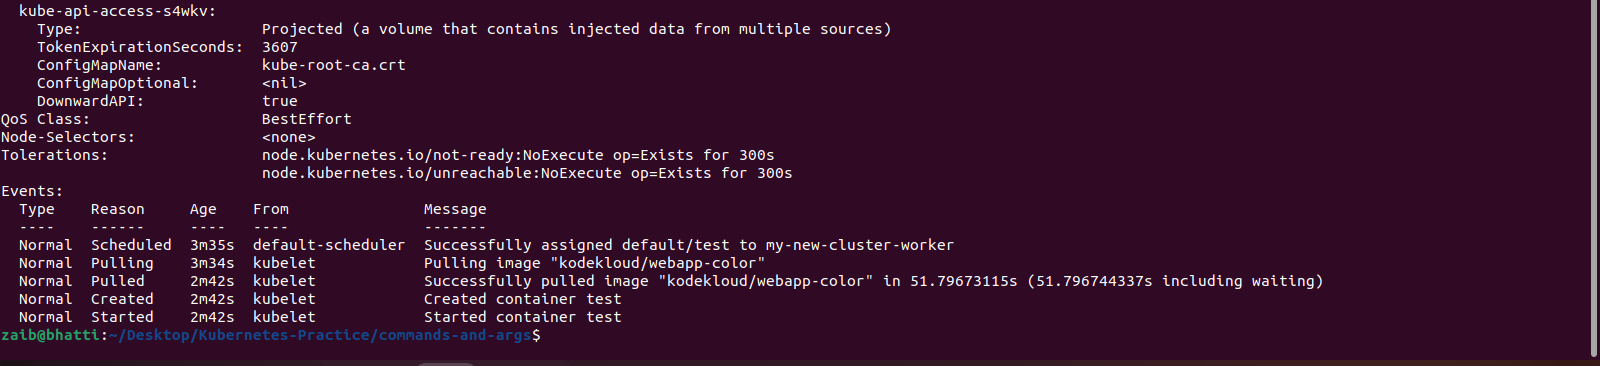 kube-api-access-s4wkv:
Type: Projected (a volume that contains injected data from multiple sources)
TokenExpirationSeconds: 3607
ConfigMapName: kube-root-ca.crt
ConfigMapOptional: <nil>
DownwardAPI: true
QoS Class: BestEffort
Node-Selectors: <none>
Tolerations: node.kubernetes.io/not-ready:NoExecute op=Exists for 300s
node.kubernetes.io/unreachable:NoExecute op=Exists for 300s
Events:
Type Reason Age From Message
---- ------ ---- ---- -------
Normal Scheduled 3m35s default-scheduler Successfully assigned default/test to my-new-cluster-worker
Normal Pulling 3m34s kubelet Pulling image "kodekloud/webapp-color"
Normal Pulled 2m42s kubelet Successfully pulled image "kodekloud/webapp-color" in 51.79673115s (51.796744337s including waiting)
Normal Created 2m42s kubelet Created container test
Normal Started 2m42s kubelet Started container test
zaib@bhatti:~/Desktop/Kubernetes-Practice/commands-and-args$